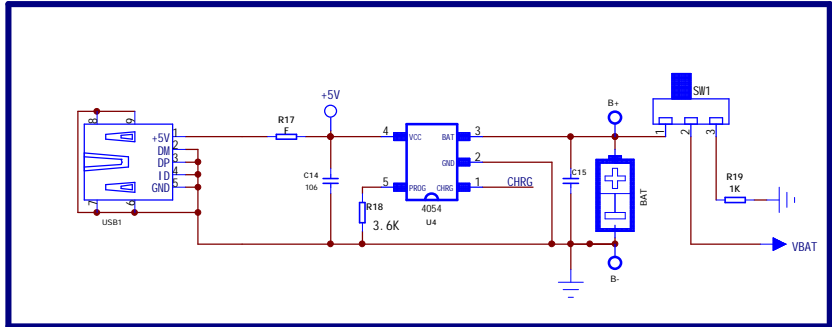 8
9
+5V
DM
DP
ID
GND
1
2
3
4
5
7
6
USB1
R17
F
+5V
C14
106
4
VCC
BAT
3
GND
2
5
PROG
CHRG
1
CHRG
4054
U4
R18
3.6K
C15
B+
BAT
B-
SW1
1
2
3
R19
1K
VBAT